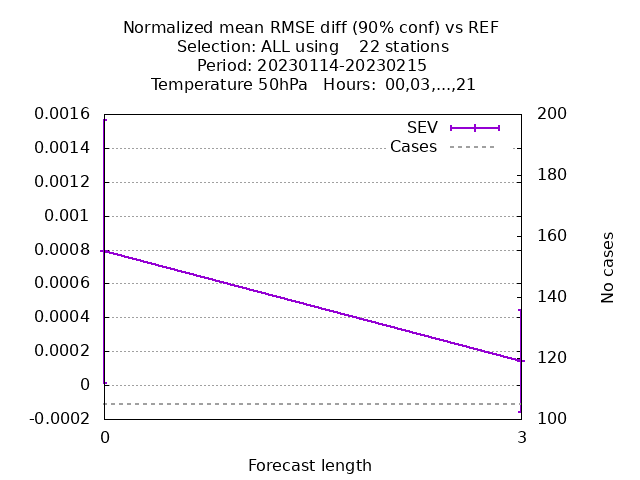 Normalized mean RMSE diff (90% conf) vs REF
Selection: ALL using    22 stations
Period: 20230114-20230215
Temperature 50hPa   Hours:  00,03,...,21
0.0016
0.0014
0.0012
0.001
0.0008
0.0006
0.0004
0.0002
0
-0.0002
SEV
Cases
200
180
160
140
120
100
No cases
0
3
Forecast length